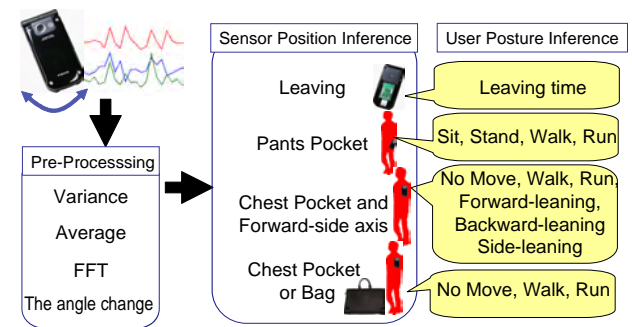 Sensor Position Inference
User Posture Inference
Leaving
Leaving time
Pants Pocket
Sit, Stand, Walk, Run
Pre-Processsing
Variance
Average
FFT
The angle change
Chest Pocket and
Forward-side axis
No Move, Walk, Run,
Forward-leaning,
Backward-leaning
Side-leaning
Chest Pocket
or Bag
No Move, Walk, Run